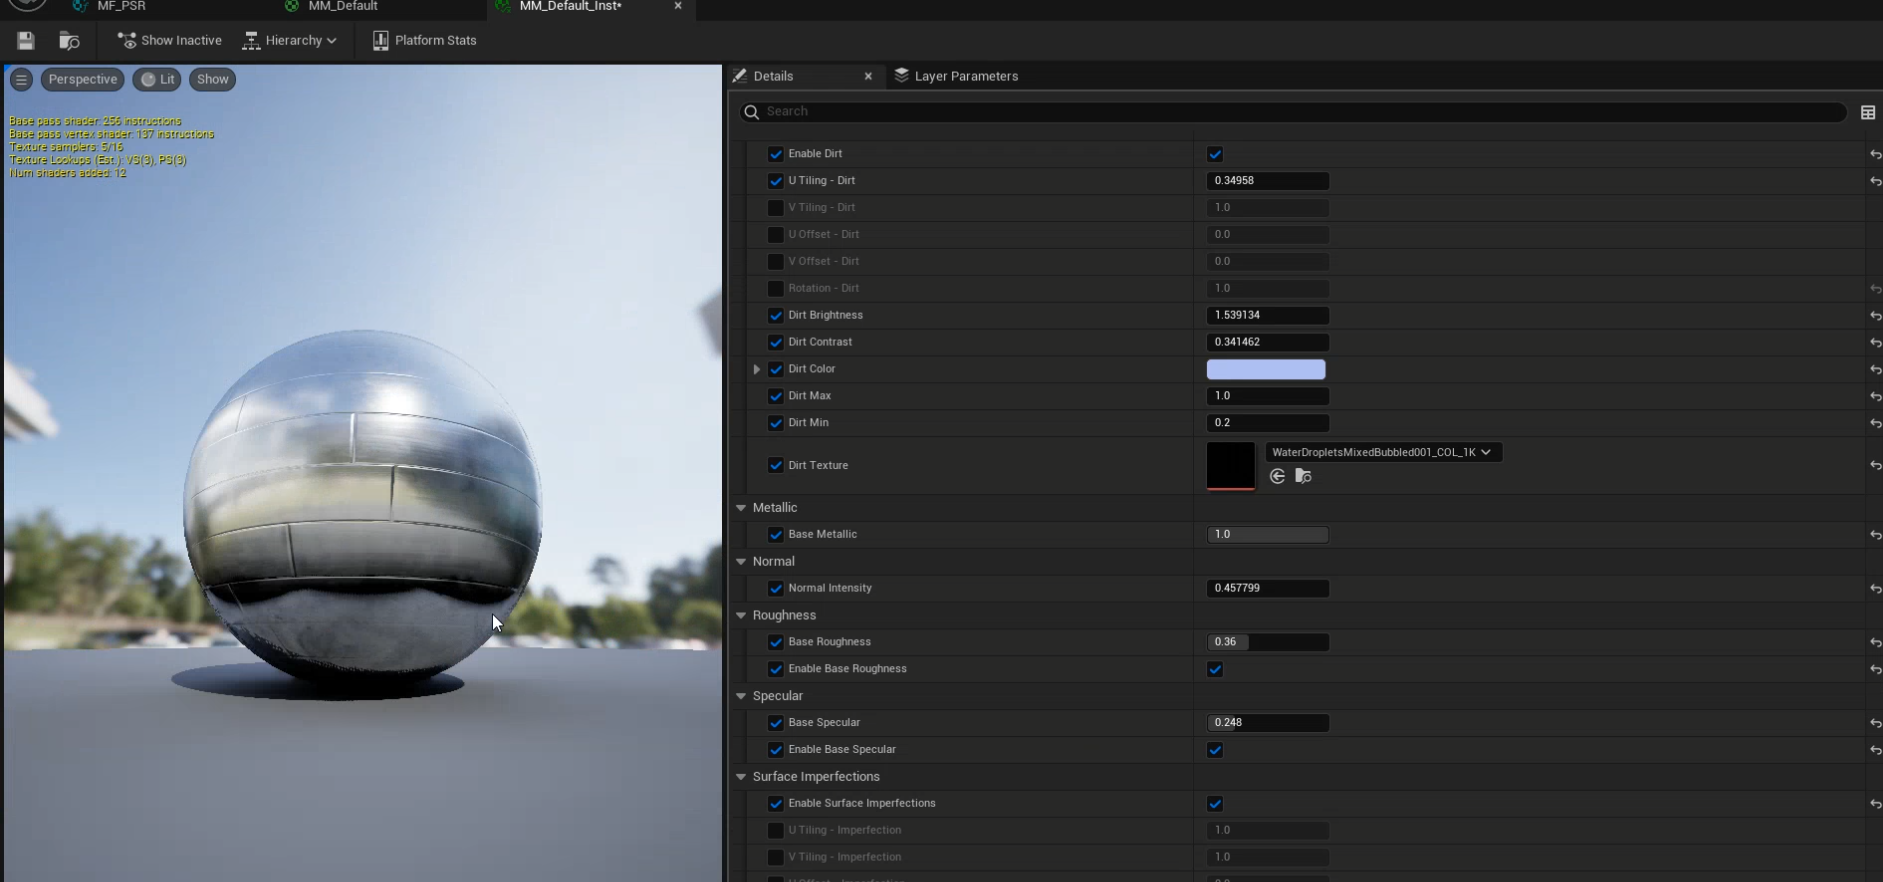 MF_PSR
MM_Default
MM_Default_Inst*
Show Inactive
Hierarchy
Platform Stats
Perspective
Lit
Show
Base pass shader: 256 instructions
Base pass vertex shader: 137 instructions
Texture samplers: 5/16
Texture Lookups (Est.): VS(3), PS(3)
Num shaders added: 12
Details
Layer Parameters
Search
Enable Dirt
U Tiling - Dirt 0.34958
V Tiling - Dirt 1.0
U Offset - Dirt 0.0
V Offset - Dirt 0.0
Rotation - Dirt 1.0
Dirt Brightness 1.539134
Dirt Contrast 0.341462
Dirt Color
Dirt Max 1.0
Dirt Min 0.2
Dirt Texture WaterDropletsMixedBubbled001_COL_1K
Metallic
Base Metallic 1.0
Normal
Normal Intensity 0.457799
Roughness
Base Roughness 0.36
Enable Base Roughness
Specular
Base Specular 0.248
Enable Base Specular
Surface Imperfections
Enable Surface Imperfections
U Tiling - Imperfection 1.0
V Tiling - Imperfection 1.0